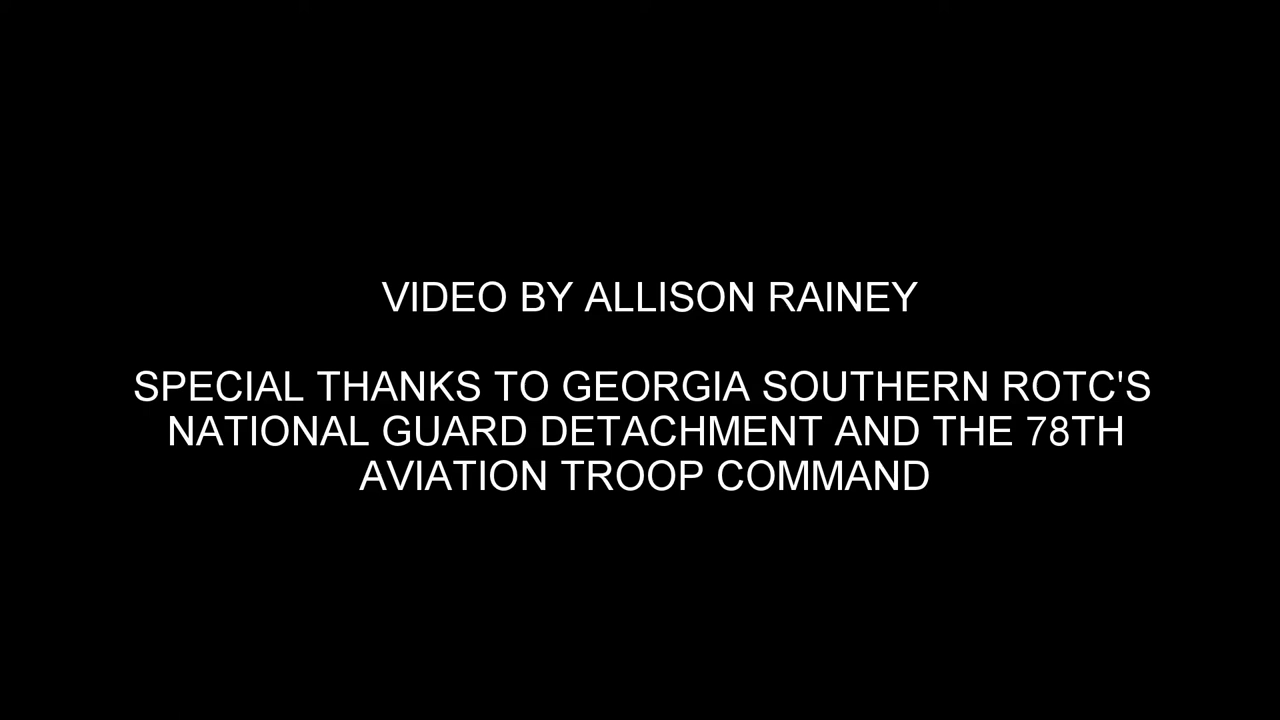 VIDEO BY ALLISON RAINEY
SPECIAL THANKS TO GEORGIA SOUTHERN ROTC'S
NATIONAL GUARD DETACHMENT AND THE 78TH
AVIATION TROOP COMMAND